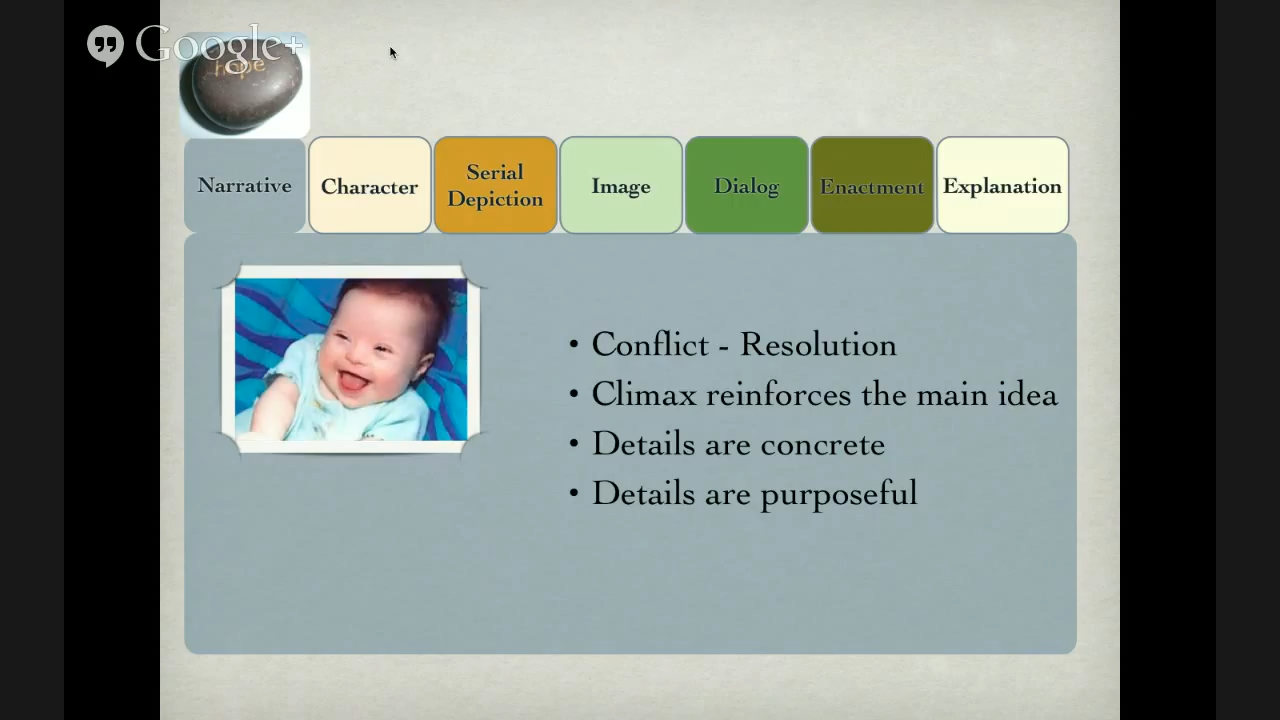 Google+
hope
Narrative
Character
Serial
Depiction
Image
Dialog
Enactment
Explanation
• Conflict - Resolution
• Climax reinforces the main idea
• Details are concrete
• Details are purposeful